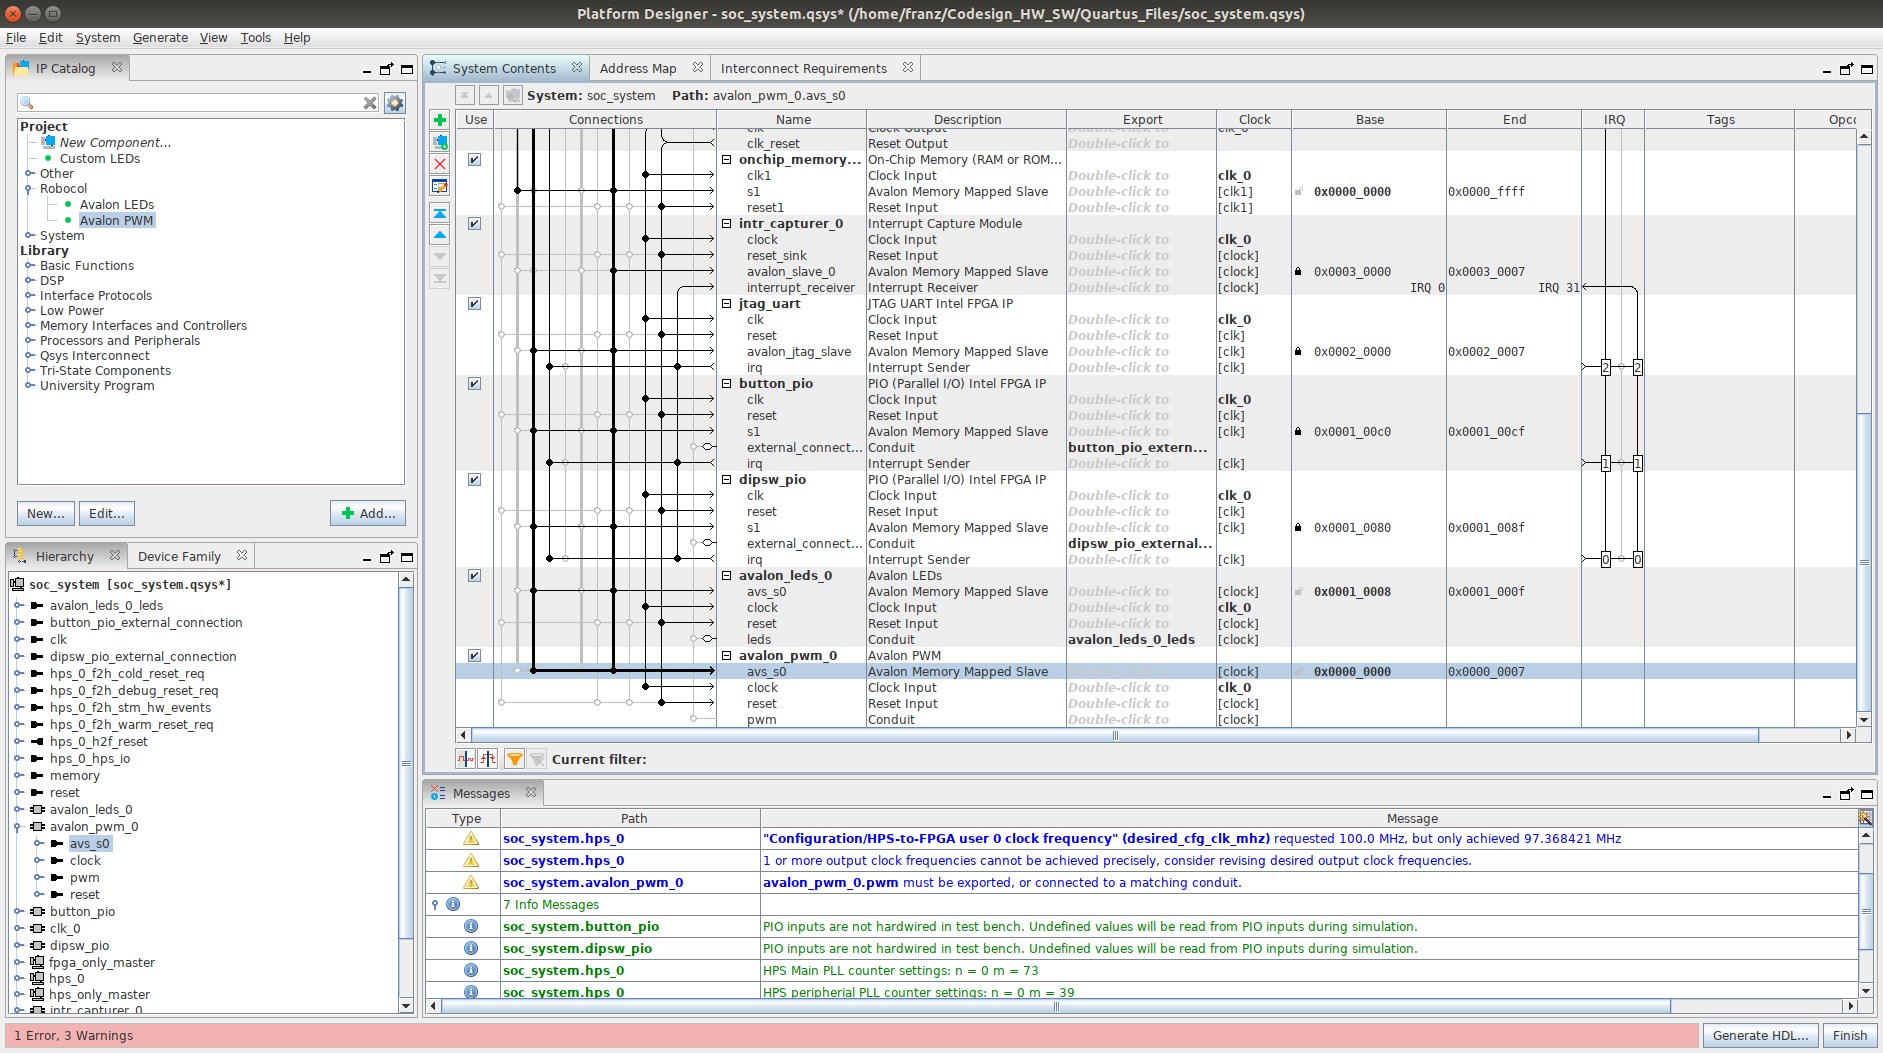 Platform Designer - soc_system.qsys* (/home/franz/Codesign_HW_SW/Quartus_Files/soc_system.qsys)
File Edit System Generate View Tools Help
IP Catalog
Project
New Component...
Custom LEDs
Other
Robocol
Avalon LEDs
Avalon PWM
System
Library
Basic Functions
DSP
Interface Protocols
Low Power
Memory Interfaces and Controllers
Processors and Peripherals
Qsys Interconnect
Tri-State Components
University Program
New... Edit... Add...
Hierarchy Device Family
soc_system [soc_system.qsys*]
avalon_leds_0_leds
button_pio_external_connection
clk
dipsw_pio_external_connection
hps_0_f2h_cold_reset_req
hps_0_f2h_debug_reset_req
hps_0_f2h_stm_hw_events
hps_0_f2h_warm_reset_req
hps_0_h2f_reset
hps_0_hps_io
memory
reset
avalon_leds_0
avalon_pwm_0
avs_s0
clock
pwm
reset
button_pio
clk_0
dipsw_pio
fpga_only_master
hps_0
hps_only_master
intr_capturer_0
System Contents Address Map Interconnect Requirements
System: soc_system Path: avalon_pwm_0.avs_s0
Use Connections Name Description Export Clock Base End IRQ Tags Opco
clk Clock Output Double-click to clk_0
clk_reset Reset Output Double-click to
onchip_memory... On-Chip Memory (RAM or ROM...
clk1 Clock Input Double-click to clk_0
s1 Avalon Memory Mapped Slave Double-click to [clk1] 0x0000_0000 0x0000_ffff
reset1 Reset Input Double-click to [clk1]
intr_capturer_0 Interrupt Capture Module
clock Clock Input Double-click to clk_0
reset_sink Reset Input Double-click to [clock]
avalon_slave_0 Avalon Memory Mapped Slave Double-click to [clock] 0x0003_0000 0x0003_0007
interrupt_receiver Interrupt Receiver Double-click to [clock] IRQ 0 IRQ 31
jtag_uart JTAG UART Intel FPGA IP
clk Clock Input Double-click to clk_0
reset Reset Input Double-click to [clk]
avalon_jtag_slave Avalon Memory Mapped Slave Double-click to [clk] 0x0002_0000 0x0002_0007
irq Interrupt Sender Double-click to [clk] 2 2
button_pio PIO (Parallel I/O) Intel FPGA IP
clk Clock Input Double-click to clk_0
reset Reset Input Double-click to [clk]
s1 Avalon Memory Mapped Slave Double-click to [clk] 0x0001_00c0 0x0001_00cf
external_connect... Conduit button_pio_extern...
irq Interrupt Sender Double-click to [clk] 1 1
dipsw_pio PIO (Parallel I/O) Intel FPGA IP
clk Clock Input Double-click to clk_0
reset Reset Input Double-click to [clk]
s1 Avalon Memory Mapped Slave Double-click to [clk] 0x0001_0080 0x0001_008f
external_connect... Conduit dipsw_pio_external...
irq Interrupt Sender Double-click to [clk] 0 0
avalon_leds_0 Avalon LEDs
avs_s0 Avalon Memory Mapped Slave Double-click to [clock] 0x0001_0008 0x0001_000f
clock Clock Input Double-click to clk_0
reset Reset Input Double-click to [clock]
leds Conduit avalon_leds_0_leds [clock]
avalon_pwm_0 Avalon PWM
avs_s0 Avalon Memory Mapped Slave Double-click to [clock] 0x0000_0000 0x0000_0007
clock Clock Input Double-click to clk_0
reset Reset Input Double-click to [clock]
pwm Conduit Double-click to [clock]
Current filter:
Messages
Type Path Message
soc_system.hps_0 "Configuration/HPS-to-FPGA user 0 clock frequency" (desired_cfg_clk_mhz) requested 100.0 MHz, but only achieved 97.368421 MHz
soc_system.hps_0 1 or more output clock frequencies cannot be achieved precisely, consider revising desired output clock frequencies.
soc_system.avalon_pwm_0 avalon_pwm_0.pwm must be exported, or connected to a matching conduit.
7 Info Messages
soc_system.button_pio PIO inputs are not hardwired in test bench. Undefined values will be read from PIO inputs during simulation.
soc_system.dipsw_pio PIO inputs are not hardwired in test bench. Undefined values will be read from PIO inputs during simulation.
soc_system.hps_0 HPS Main PLL counter settings: n = 0 m = 73
soc_system.hps_0 HPS peripherial PLL counter settings: n = 0 m = 39
1 Error, 3 Warnings
Generate HDL... Finish